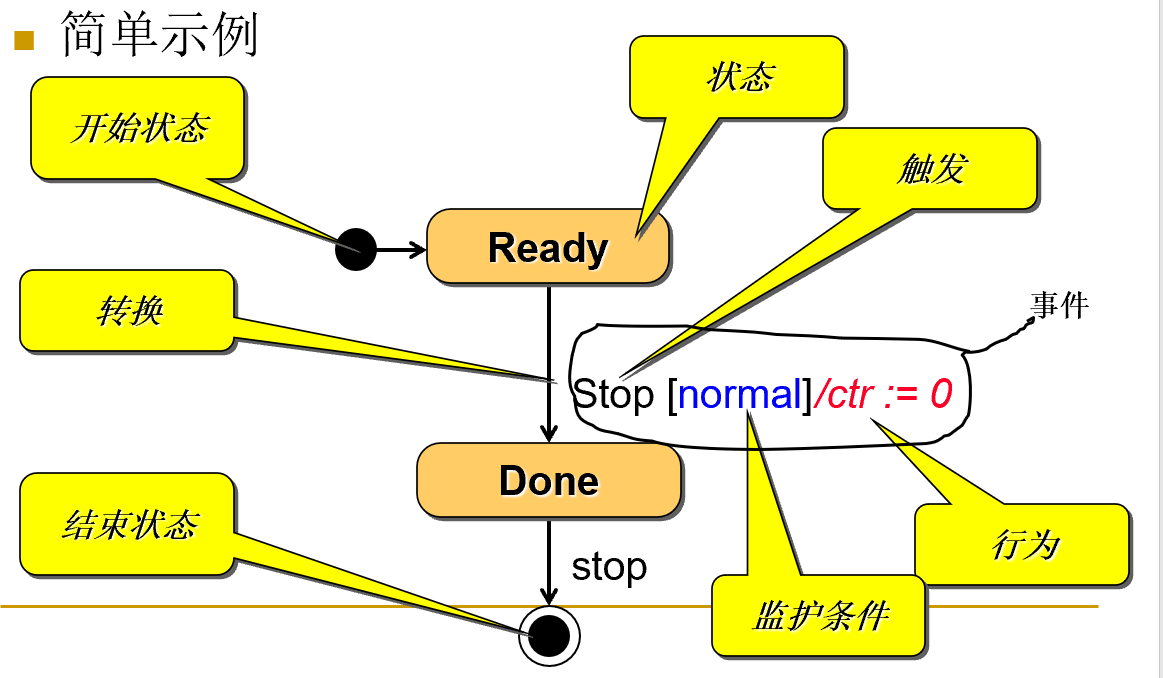 简单示例
状态
开始状态
触发
Ready
转换
事件
Stop [normal]/ctr := 0
Done
结束状态
行为
stop
监护条件